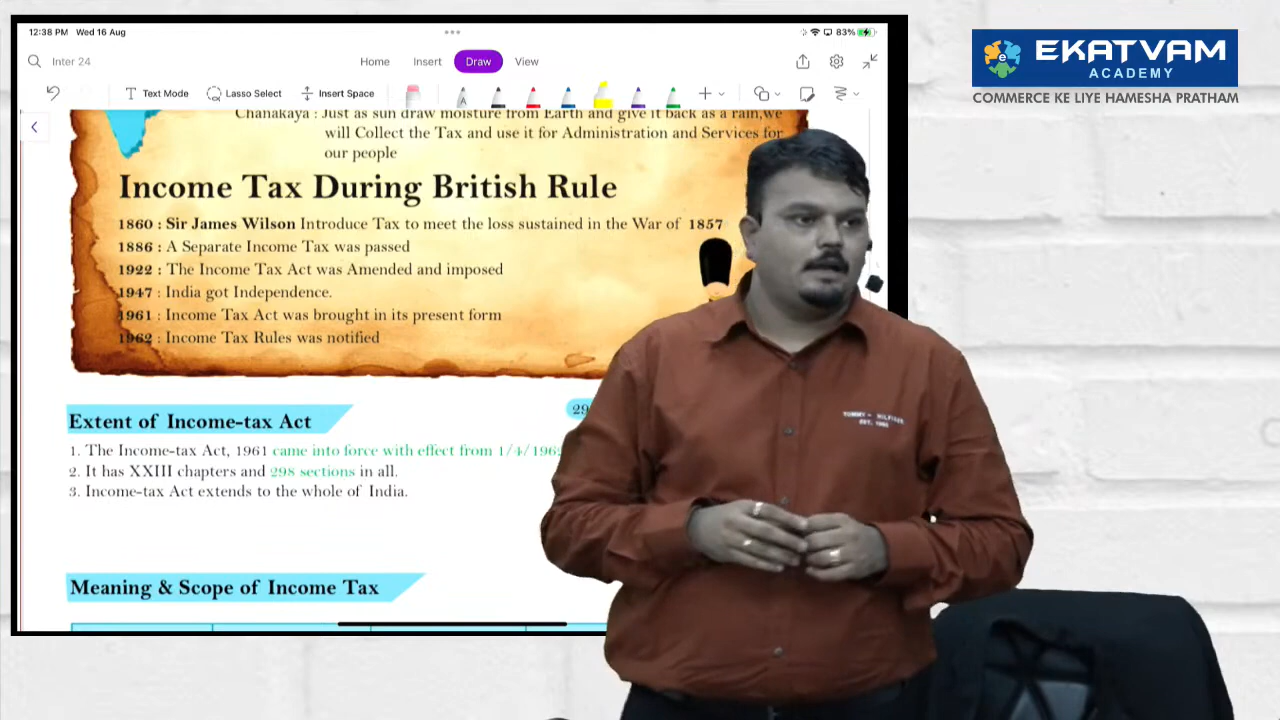 12:38 PM Wed 16 Aug
83%
Inter 24
Home Insert Draw View
Text Mode Lasso Select Insert Space
EKATVAM
ACADEMY
COMMERCE KE LIYE HAMESHA PRATHAM
Chanakaya : Just as sun draw moisture from Earth and give it back as a rain,we
will Collect the Tax and use it for Administration and Services for
our people
Income Tax During British Rule
1860 : Sir James Wilson Introduce Tax to meet the loss sustained in the War of 1857
1886 : A Separate Income Tax was passed
1922 : The Income Tax Act was Amended and imposed
1947 : India got Independence.
1961 : Income Tax Act was brought in its present form
1962 : Income Tax Rules was notified
Extent of Income-tax Act
29
1. The Income-tax Act, 1961 came into force with effect from 1/4/196
2. It has XXIII chapters and 298 sections in all.
3. Income-tax Act extends to the whole of India.
Meaning & Scope of Income Tax
TOMMY HILFIGER